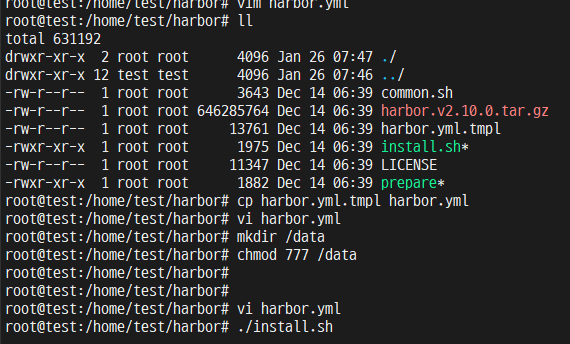 root@test:/home/test/harbor# vim harbor.yml
root@test:/home/test/harbor# ll
total 631192
drwxr-xr-x  2 root root      4096 Jan 26 07:47 ./
drwxr-xr-x 12 test test      4096 Jan 26 07:46 ../
-rw-r--r--  1 root root      3643 Dec 14 06:39 common.sh
-rw-r--r--  1 root root 646285764 Dec 14 06:39 harbor.v2.10.0.tar.gz
-rw-r--r--  1 root root     13761 Dec 14 06:39 harbor.yml.tmpl
-rwxr-xr-x  1 root root      1975 Dec 14 06:39 install.sh*
-rw-r--r--  1 root root     11347 Dec 14 06:39 LICENSE
-rwxr-xr-x  1 root root      1882 Dec 14 06:39 prepare*
root@test:/home/test/harbor# cp harbor.yml.tmpl harbor.yml
root@test:/home/test/harbor# vi harbor.yml
root@test:/home/test/harbor# mkdir /data
root@test:/home/test/harbor# chmod 777 /data
root@test:/home/test/harbor#
root@test:/home/test/harbor#
root@test:/home/test/harbor# vi harbor.yml
root@test:/home/test/harbor# ./install.sh